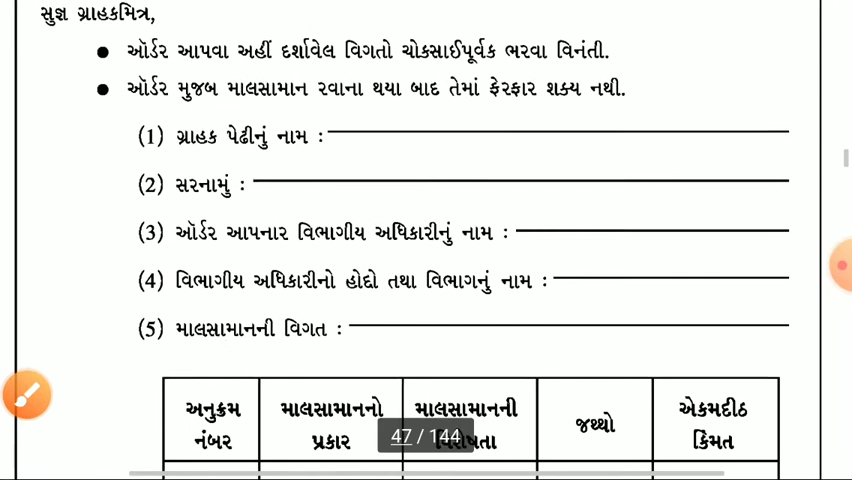 સુજ્ઞ ગ્રાહકમિત્ર,
● ઑર્ડર આપવા અહીં દર્શાવેલ વિગતો ચોકસાઈપૂર્વક ભરવા વિનંતી.
● ઑર્ડર મુજબ માલસામાન રવાના થયા બાદ તેમાં ફેરફાર શક્ય નથી.
(1) ગ્રાહક પેઢીનું નામ :
(2) સરનામું :
(3) ઑર્ડર આપનાર વિભાગીય અધિકારીનું નામ :
(4) વિભાગીય અધિકારીનો હોદ્દો તથા વિભાગનું નામ :
(5) માલસામાનની વિગત :
અનુક્રમ નંબર
માલસામાનનો પ્રકાર
માલસામાનની વિશેષતા
જથ્થો
એકમદીઠ કિંમત
47 / 144